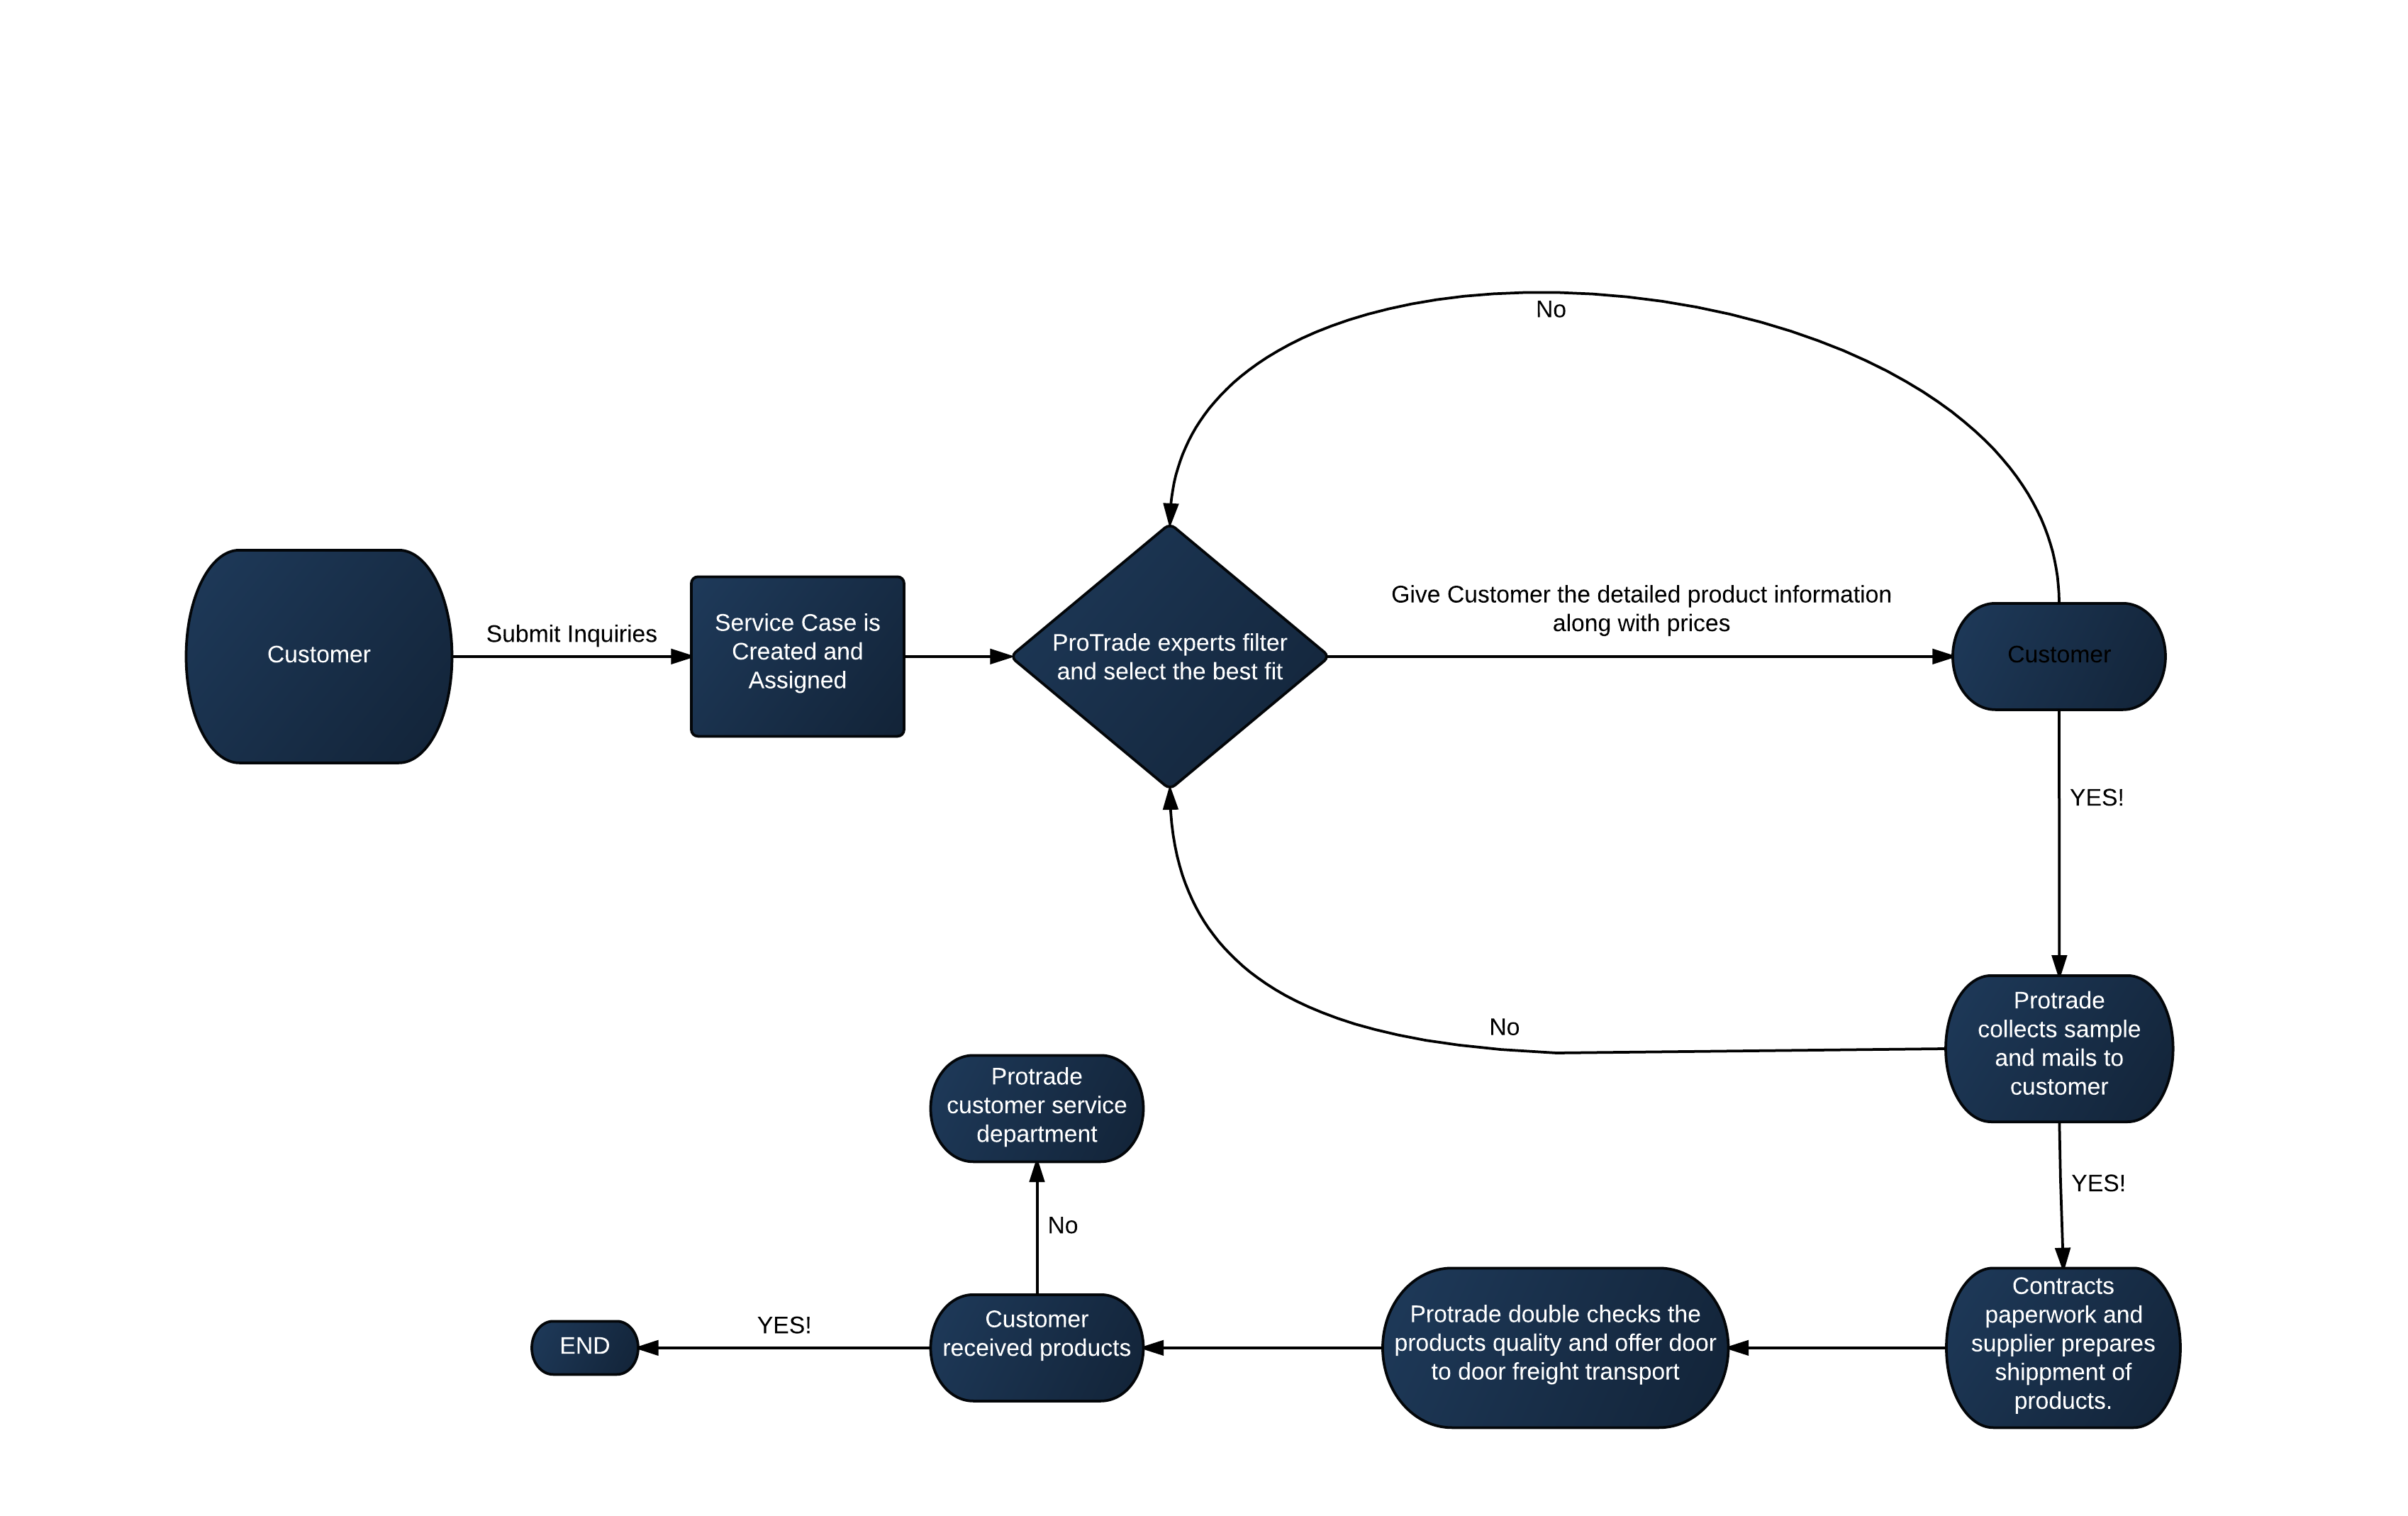 No
Customer
Submit Inquiries
Service Case is
Created and
Assigned
ProTrade experts filter
and select the best fit
Give Customer the detailed product information
along with prices
Customer
YES!
Protrade
collects sample
and mails to
customer
No
YES!
Protrade
customer service
department
No
Contracts
paperwork and
supplier prepares
shippment of
products.
Protrade double checks the
products quality and offer door
to door freight transport
Customer
received products
YES!
END